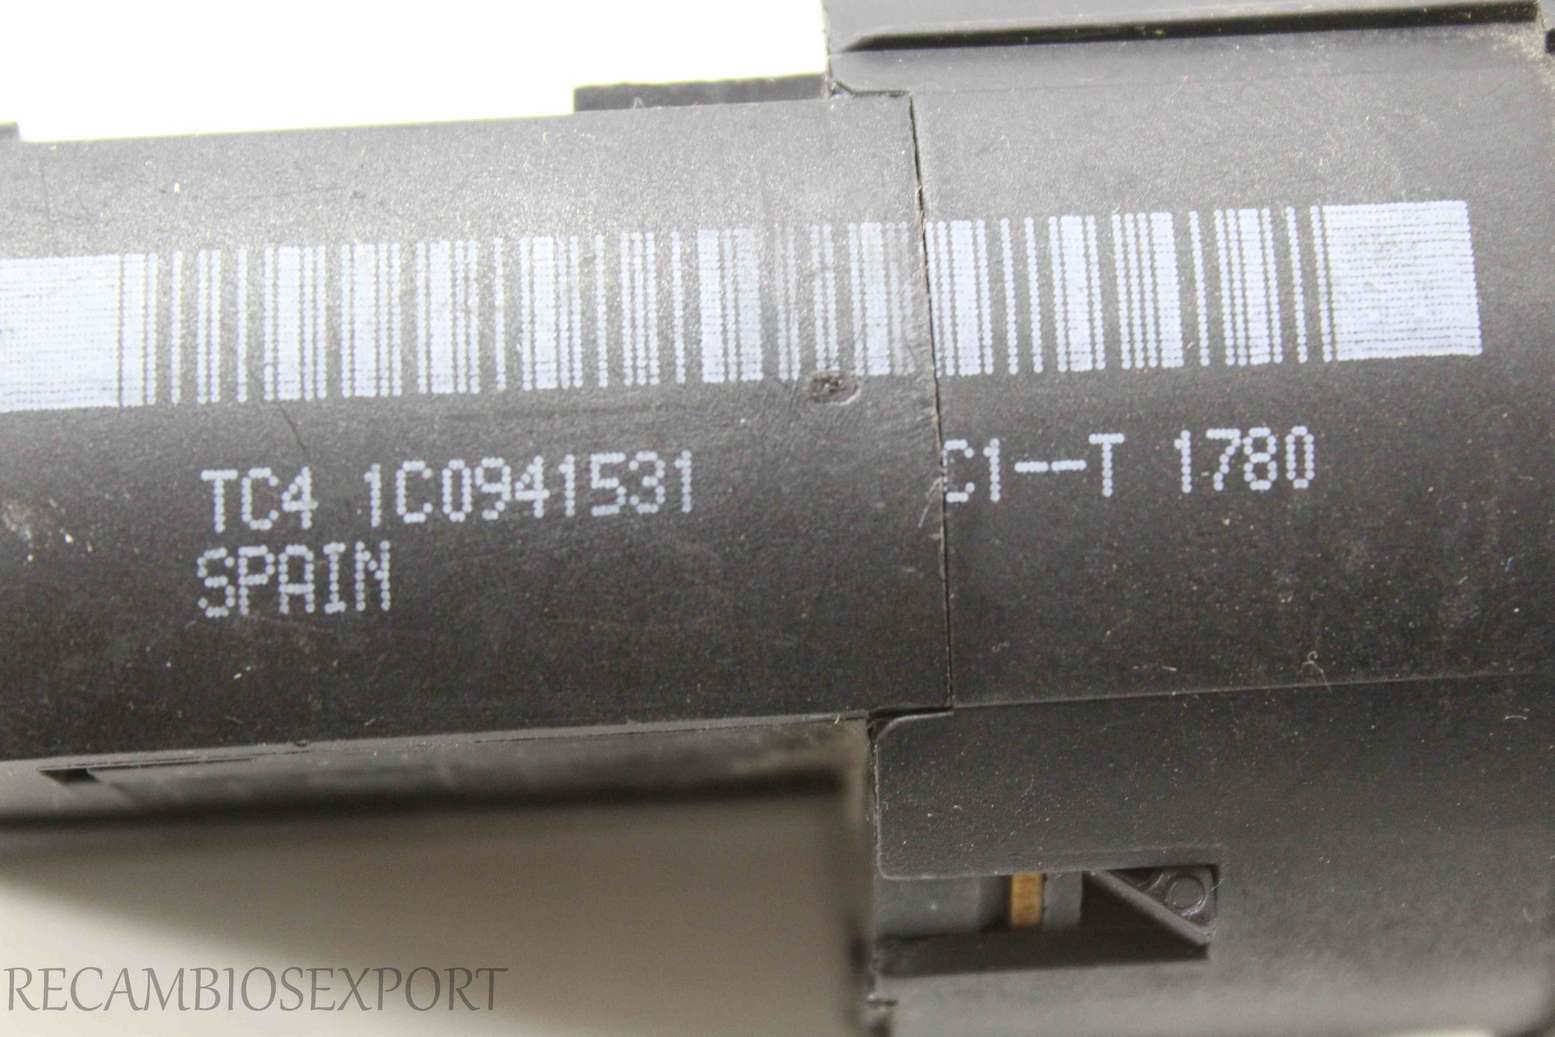 TC4 1C0941531 C1--T 1780
SPAIN
RECAMBIOSEXPORT